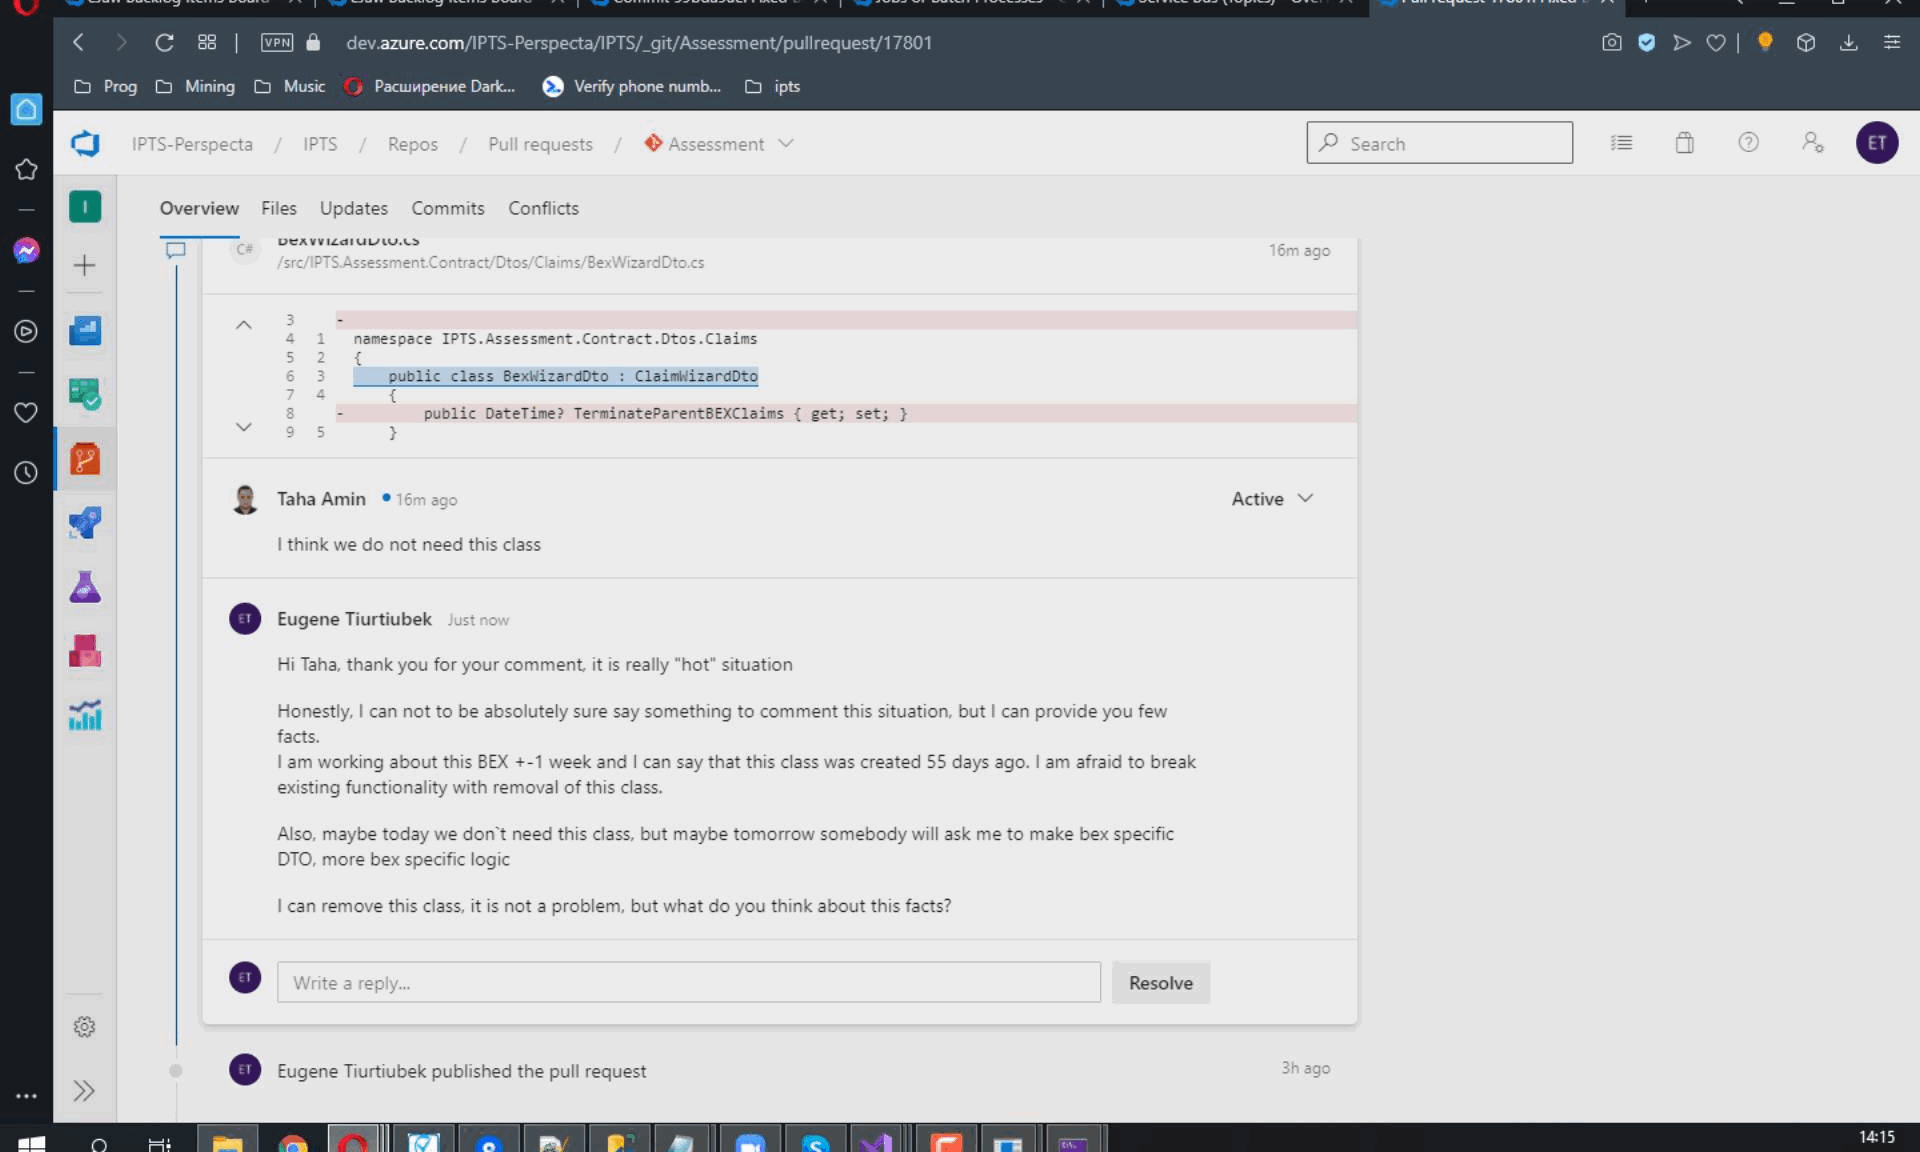 VPN dev.azure.com/IPTS-Perspecta/IPTS/_git/Assessment/pullrequest/17801
Prog Mining Music Расширение Dark... Verify phone numb... ipts
IPTS-Perspecta / IPTS / Repos / Pull requests / Assessment Search ET
I
Overview Files Updates Commits Conflicts
C# BexWizardDto.cs 16m ago
/src/IPTS.Assessment.Contract/Dtos/Claims/BexWizardDto.cs
3 -
4 1 namespace IPTS.Assessment.Contract.Dtos.Claims
5 2 {
6 3 public class BexWizardDto : ClaimWizardDto
7 4 {
8 - public DateTime? TerminateParentBEXClaims { get; set; }
9 5 }
Taha Amin 16m ago Active
I think we do not need this class
ET Eugene Tiurtiubek Just now
Hi Taha, thank you for your comment, it is really "hot" situation
Honestly, I can not to be absolutely sure say something to comment this situation, but I can provide you few
facts.
I am working about this BEX +-1 week and I can say that this class was created 55 days ago. I am afraid to break
existing functionality with removal of this class.
Also, maybe today we don`t need this class, but maybe tomorrow somebody will ask me to make bex specific
DTO, more bex specific logic
I can remove this class, it is not a problem, but what do you think about this facts?
ET Write a reply... Resolve
ET Eugene Tiurtiubek published the pull request 3h ago
14:15